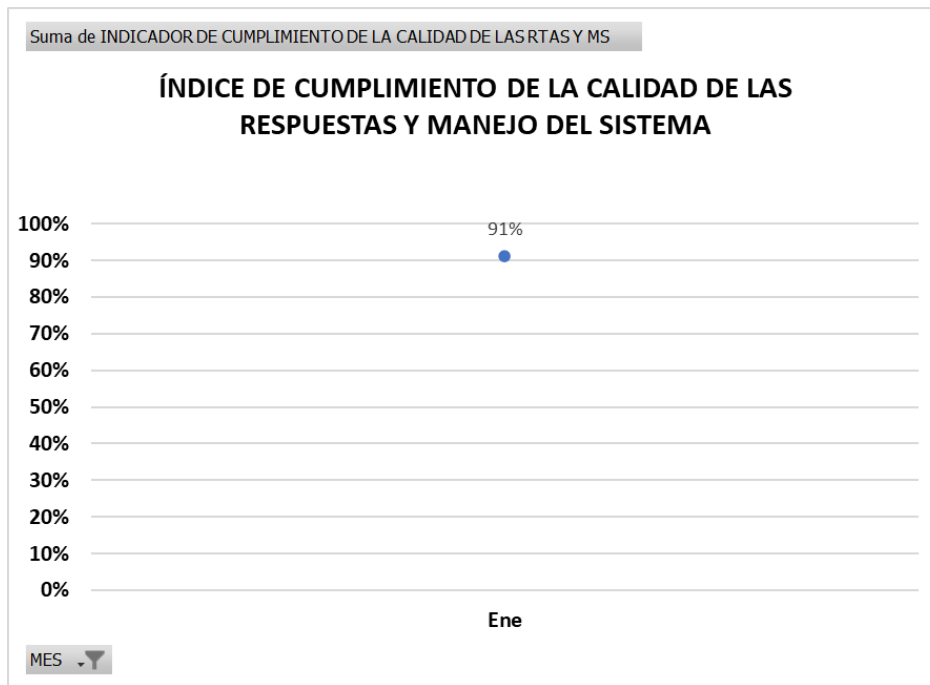 Suma de INDICADOR DE CUMPLIMIENTO DE LA CALIDAD DE LAS RTAS Y MS
ÍNDICE DE CUMPLIMIENTO DE LA CALIDAD DE LAS
RESPUESTAS Y MANEJO DEL SISTEMA
100%
91%
90%
80%
70%
60%
50%
40%
30%
20%
10%
0%
Ene
MES